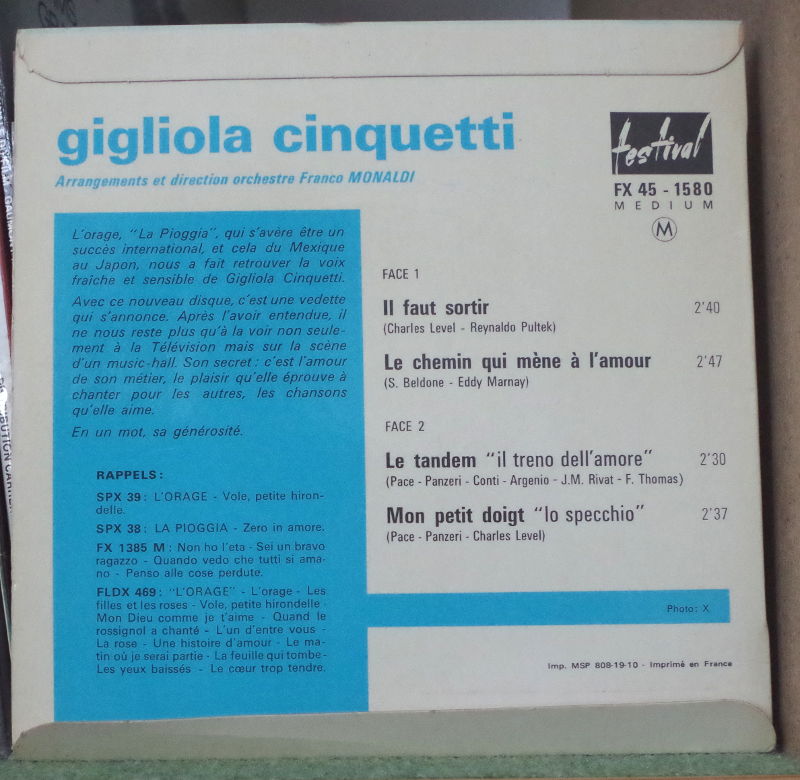 gigliola cinquetti
Arrangements et direction orchestre Franco MONALDI
festival
FX 45 - 1580
MEDIUM
M
L'orage, "La Pioggia", qui s'avère être un
succès international, et cela du Mexique
au Japon, nous a fait retrouver la voix
fraîche et sensible de Gigliola Cinquetti.
Avec ce nouveau disque, c'est une vedette
qui s'annonce. Après l'avoir entendue, il
ne nous reste plus qu'à la voir non seule-
ment à la Télévision mais sur la scène
d'un music-hall. Son secret : c'est l'amour
de son métier, le plaisir qu'elle éprouve à
chanter pour les autres, les chansons
qu'elle aime.
En un mot, sa générosité.
RAPPELS :
SPX 39 : L'ORAGE - Vole, petite hiron-
delle.
SPX 38 : LA PIOGGIA - Zero in amore.
FX 1385 M : Non ho l'eta - Sei un bravo
ragazzo - Quando vedo che tutti si ama-
no - Penso alle cose perdute.
FLDX 469 : "L'ORAGE" - L'orage - Les
filles et les roses - Vole, petite hirondelle -
Mon Dieu comme je t'aime - Quand le
rossignol a chanté - L'un d'entre vous -
La rose - Une histoire d'amour - Le ma-
tin où je serai partie - La feuille qui tombe -
Les yeux baissés - Le cœur trop tendre.
FACE 1
Il faut sortir 2'40
(Charles Level - Reynaldo Pultek)
Le chemin qui mène à l'amour 2'47
(S. Beldone - Eddy Marnay)
FACE 2
Le tandem "il treno dell'amore" 2'30
(Pace - Panzeri - Conti - Argenio - J.M. Rivat - F. Thomas)
Mon petit doigt "lo specchio" 2'37
(Pace - Panzeri - Charles Level)
Photo : X
Imp. MSP 808-19-10 - Imprimé en France